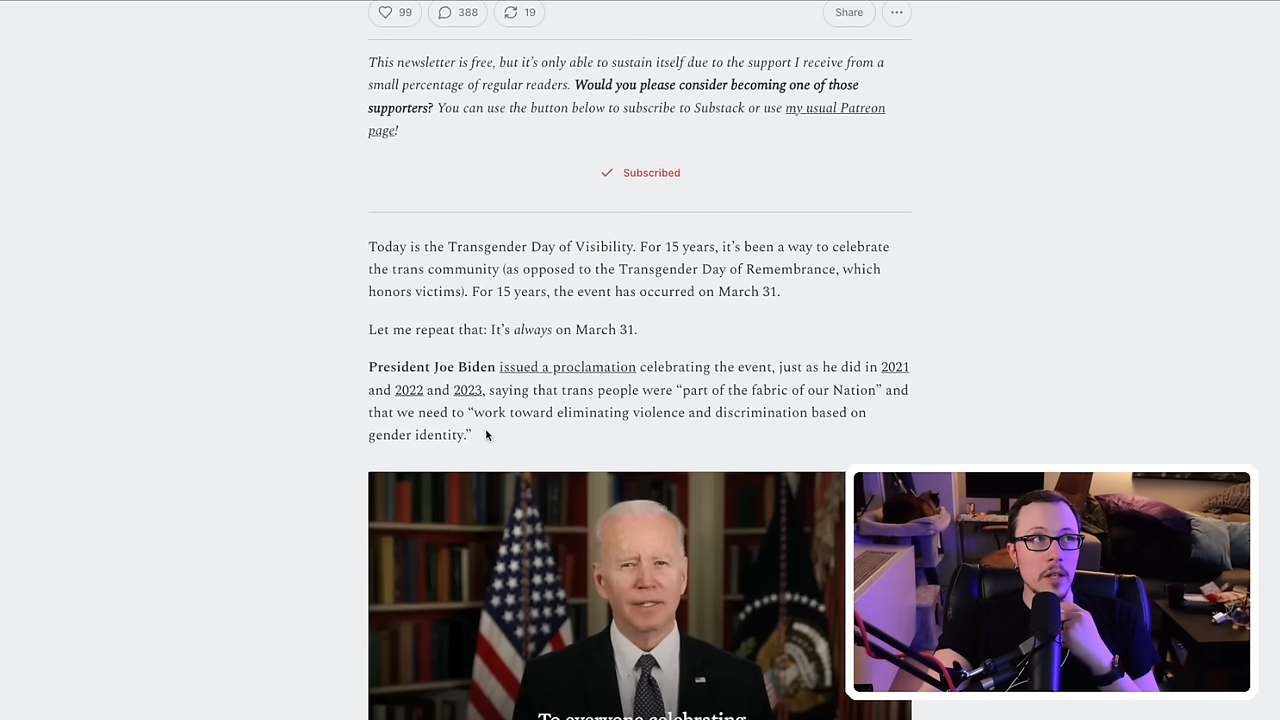 99 388 19 Share
This newsletter is free, but it’s only able to sustain itself due to the support I receive from a
small percentage of regular readers. Would you please consider becoming one of those
supporters? You can use the button below to subscribe to Substack or use my usual Patreon
page!
Subscribed
Today is the Transgender Day of Visibility. For 15 years, it’s been a way to celebrate
the trans community (as opposed to the Transgender Day of Remembrance, which
honors victims). For 15 years, the event has occurred on March 31.
Let me repeat that: It’s always on March 31.
President Joe Biden issued a proclamation celebrating the event, just as he did in 2021
and 2022 and 2023, saying that trans people were “part of the fabric of our Nation” and
that we need to “work toward eliminating violence and discrimination based on
gender identity.”
To everyone celebrating